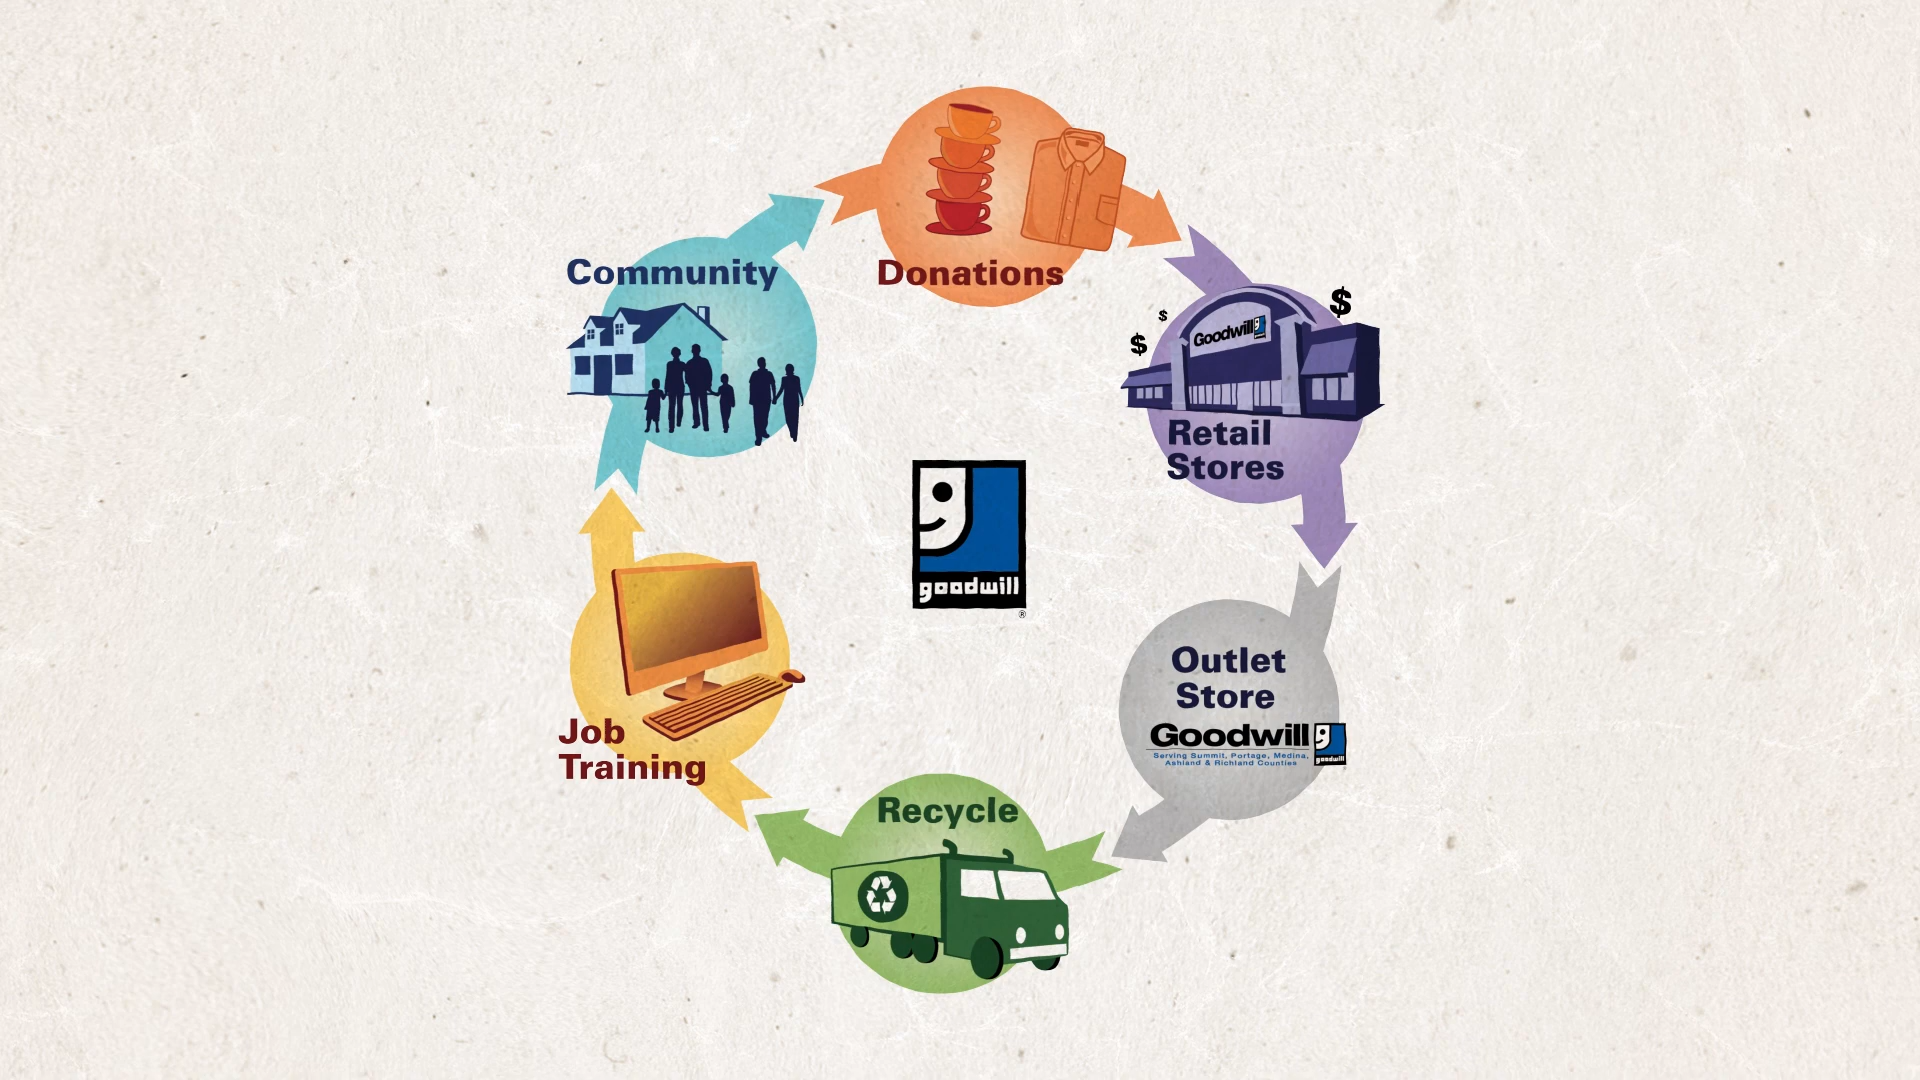 Donations
Community
$
$
$
Goodwill
Retail
Stores
goodwill
®
Outlet
Store
Goodwill
Serving Summit, Portage, Medina,
Ashland & Richland Counties
goodwill
Job
Training
Recycle